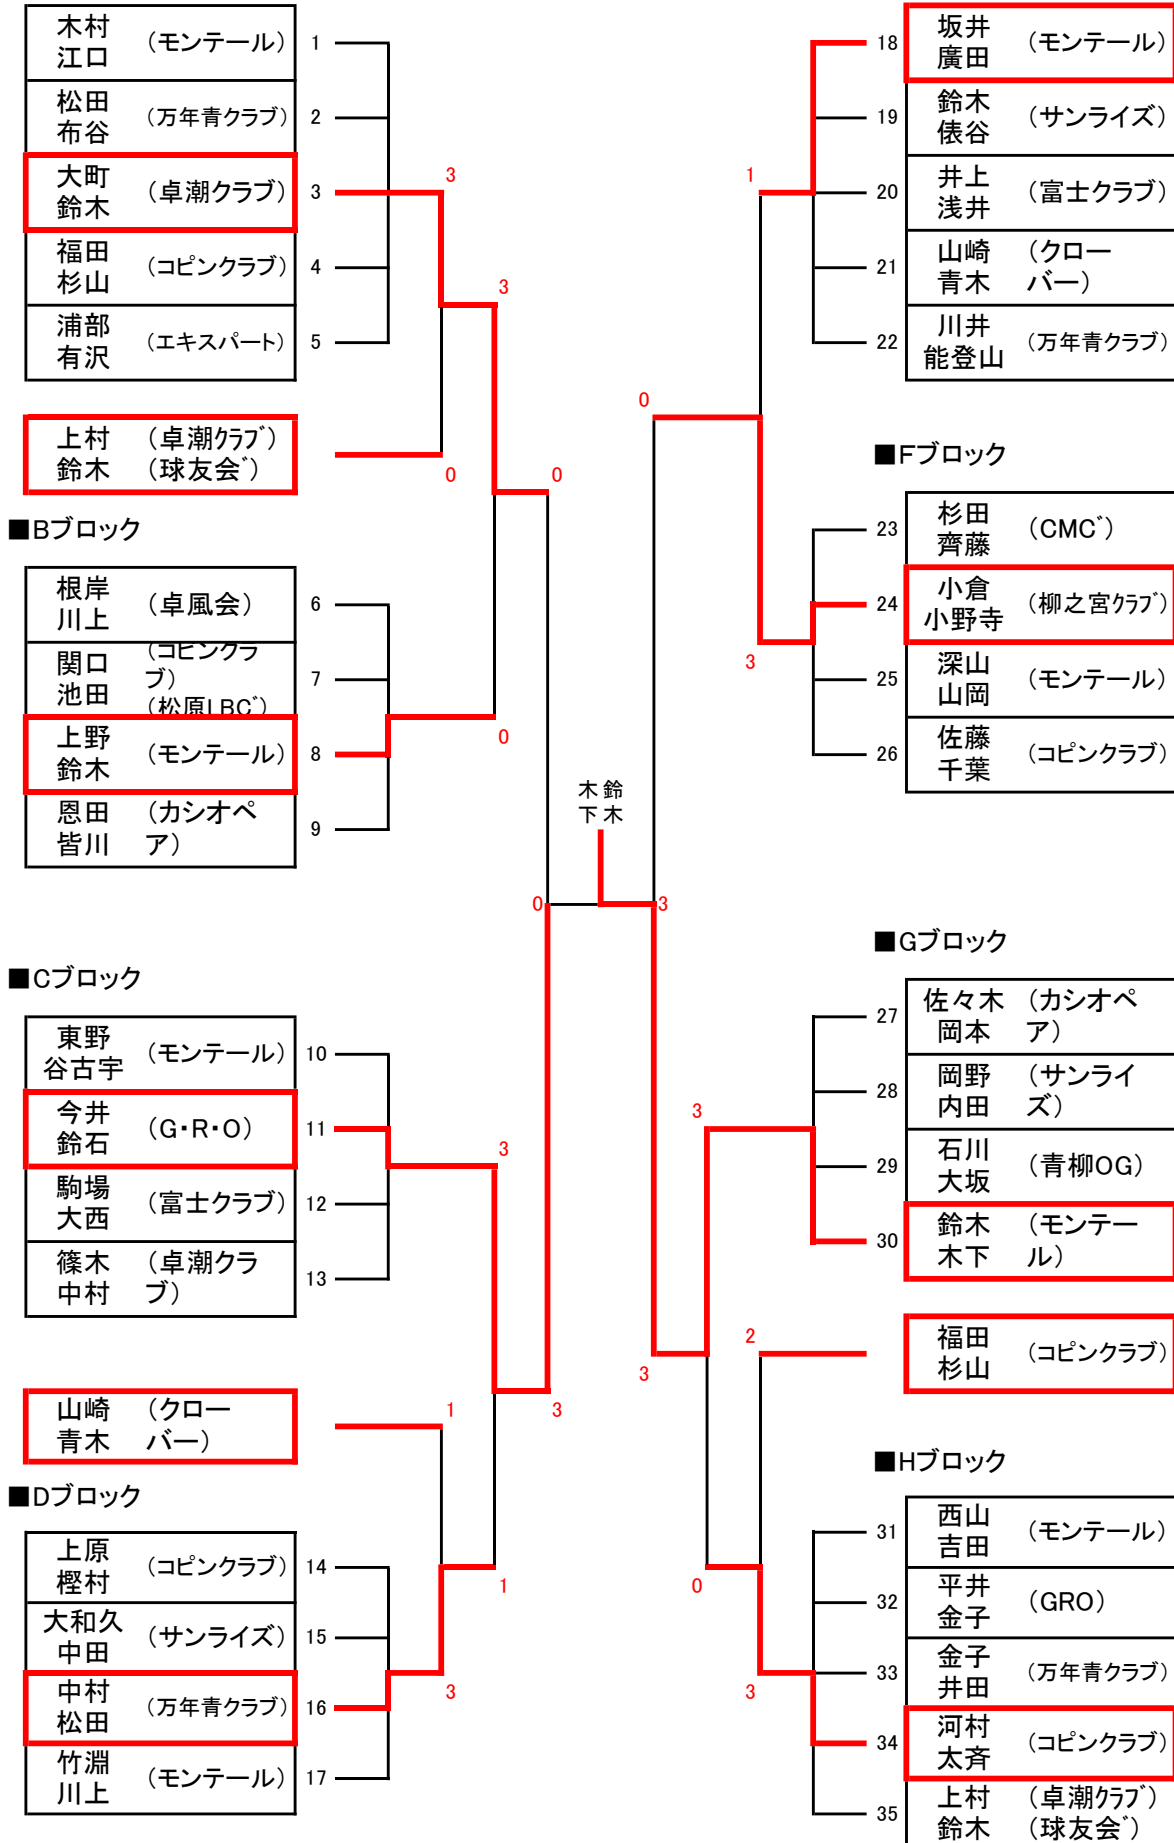 木村
江口
（モンテール）
1
松田
布谷
（万年青クラブ）
2
大町
鈴木
（卓潮クラブ）
3
福田
杉山
（コピンクラブ）
4
浦部
有沢
（エキスパート）
5
上村
鈴木
（卓潮ｸﾗﾌﾞ）
（球友会ﾞ）
3
0
3
0
■Bブロック
根岸
川上
（卓風会）
6
関口
池田
（コピンクラ
ブ）
（松原LBCﾞ）
7
上野
鈴木
（モンテール）
8
恩田
皆川
（カシオペ
ア）
9
0
■Cブロック
東野
谷古宇
（モンテール）
10
今井
鈴石
（G・R・O）
11
駒場
大西
（富士クラブ）
12
篠木
中村
（卓潮クラ
ブ）
13
3
山崎
青木
（クロー
バー）
1
3
■Dブロック
上原
樫村
（コピンクラブ）
14
大和久
中田
（サンライズ）
15
中村
松田
（万年青クラブ）
16
竹淵
川上
（モンテール）
17
1
3
木 鈴
下 木
0
3
18
坂井
廣田
（モンテール）
19
鈴木
俵谷
（サンライズ）
20
井上
浅井
（富士クラブ）
21
山崎
青木
（クロー
バー）
22
川井
能登山
（万年青クラブ）
1
0
■Fブロック
23
杉田
齊藤
（CMCﾞ）
24
小倉
小野寺
（柳之宮ｸﾗﾌﾞ）
25
深山
山岡
（モンテール）
26
佐藤
千葉
（コピンクラブ）
3
■Gブロック
27
佐々木
岡本
（カシオペ
ア）
28
岡野
内田
（サンライ
ズ）
29
石川
大坂
（青柳OG）
30
鈴木
木下
（モンテー
ル）
3
2
福田
杉山
（コピンクラブ）
3
■Hブロック
31
西山
吉田
（モンテール）
32
平井
金子
（GRO）
33
金子
井田
（万年青クラブ）
34
河村
太斉
（コピンクラブ）
35
上村
鈴木
（卓潮ｸﾗﾌﾞ）
（球友会ﾞ）
0
3